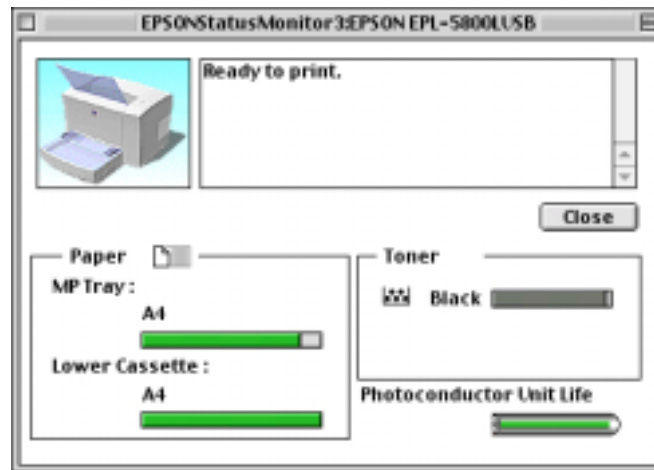 EPSONStatusMonitor3:EPSON EPL-5800LUSB
Ready to print.
Close
Paper
MP Tray :
A4
Lower Cassette :
A4
Toner
Black
Photoconductor Unit Life